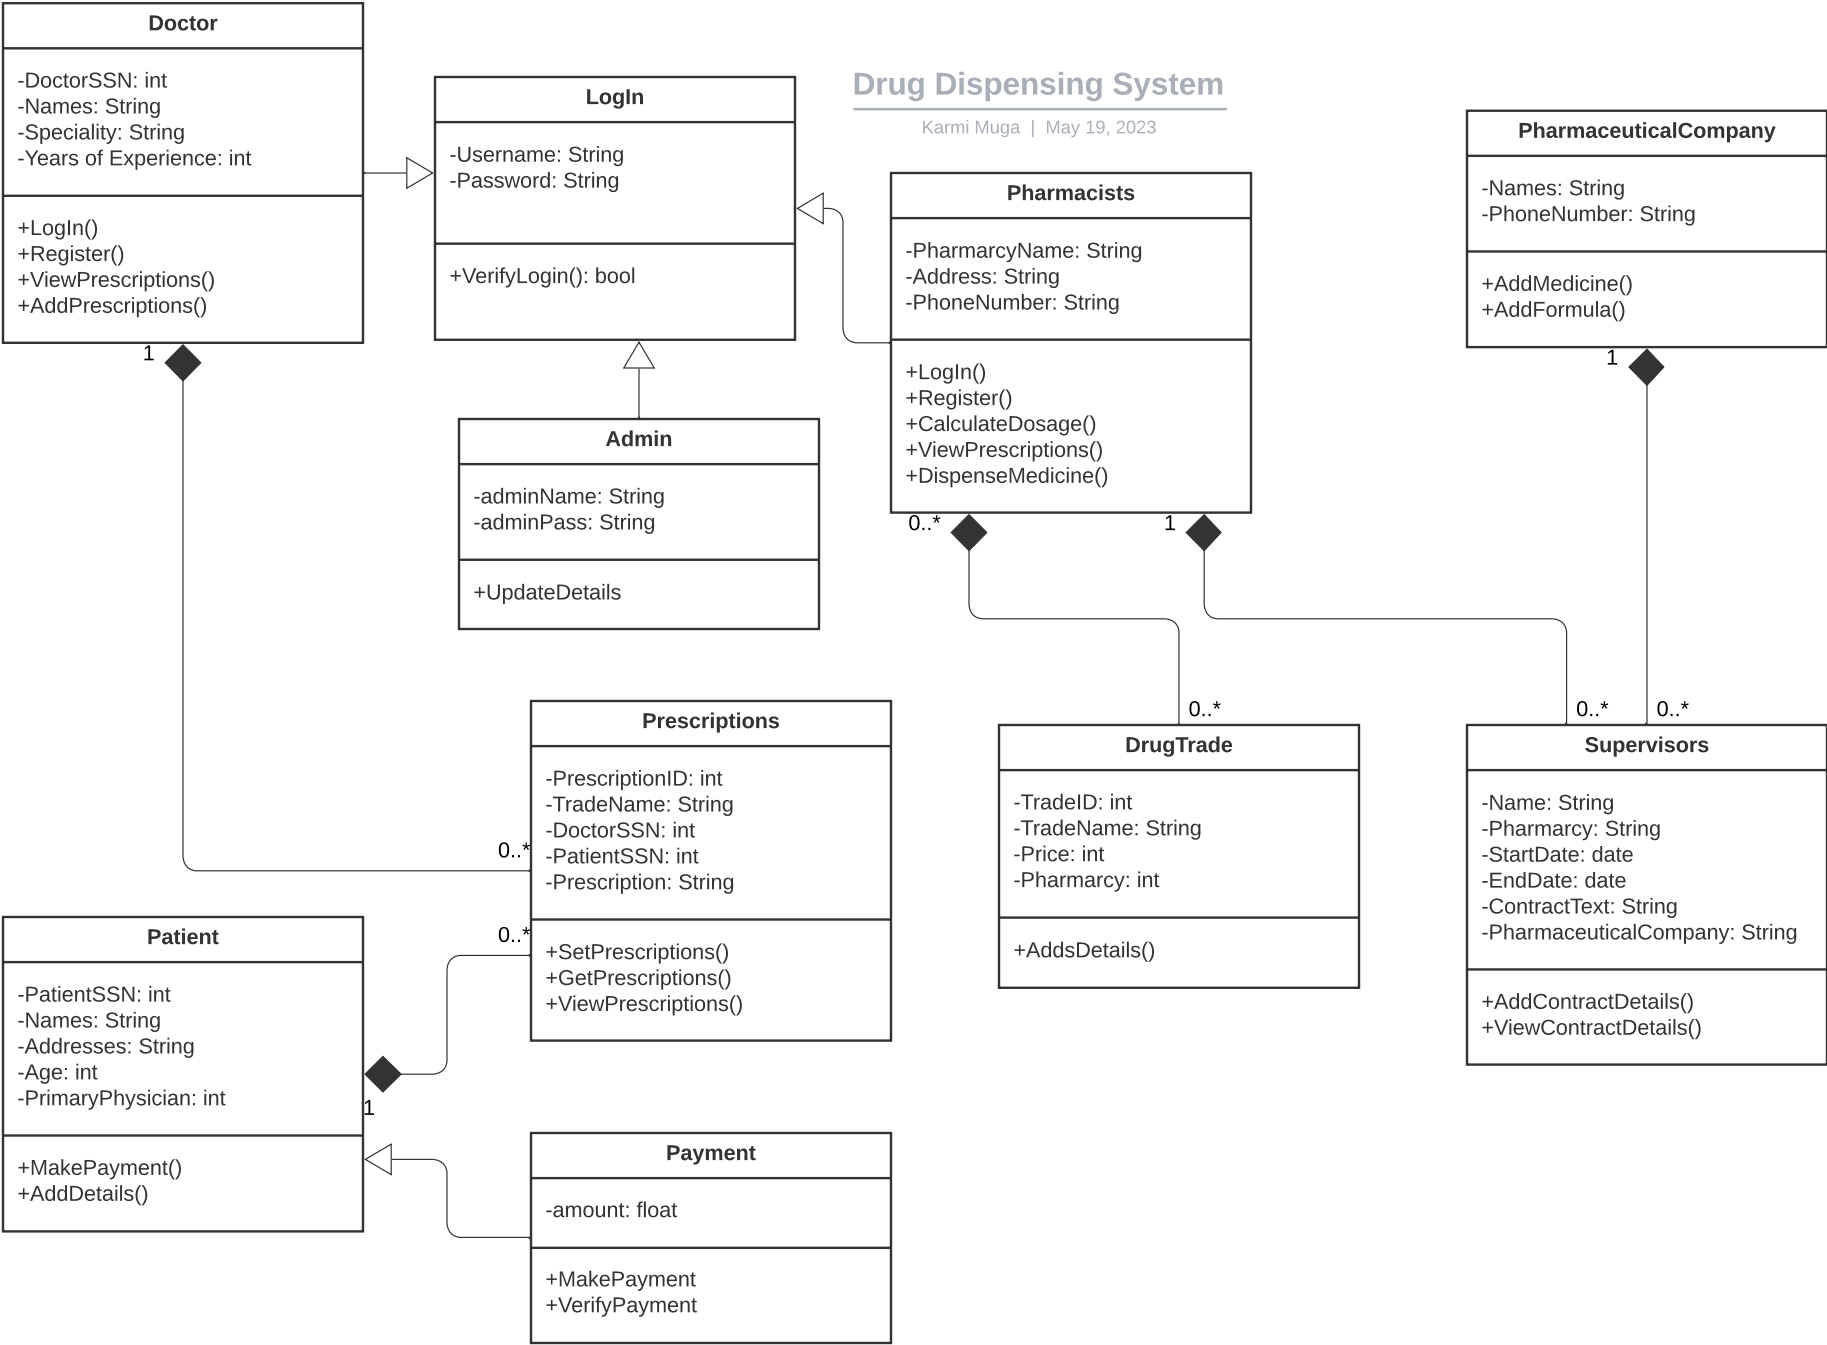 Doctor
-DoctorSSN: int
-Names: String
-Speciality: String
-Years of Experience: int
+LogIn()
+Register()
+ViewPrescriptions()
+AddPrescriptions()
1
LogIn
-Username: String
-Password: String
+VerifyLogin(): bool
Drug Dispensing System
Karmi Muga | May 19, 2023
Pharmacists
-PharmarcyName: String
-Address: String
-PhoneNumber: String
+LogIn()
+Register()
+CalculateDosage()
+ViewPrescriptions()
+DispenseMedicine()
0..*
1
PharmaceuticalCompany
-Names: String
-PhoneNumber: String
+AddMedicine()
+AddFormula()
1
Admin
-adminName: String
-adminPass: String
+UpdateDetails
Prescriptions
-PrescriptionID: int
-TradeName: String
-DoctorSSN: int
-PatientSSN: int
-Prescription: String
+SetPrescriptions()
+GetPrescriptions()
+ViewPrescriptions()
0..*
0..*
0..*
DrugTrade
-TradeID: int
-TradeName: String
-Price: int
-Pharmarcy: int
+AddsDetails()
0..*
0..*
Supervisors
-Name: String
-Pharmarcy: String
-StartDate: date
-EndDate: date
-ContractText: String
-PharmaceuticalCompany: String
+AddContractDetails()
+ViewContractDetails()
Patient
-PatientSSN: int
-Names: String
-Addresses: String
-Age: int
-PrimaryPhysician: int
+MakePayment()
+AddDetails()
1
Payment
-amount: float
+MakePayment
+VerifyPayment